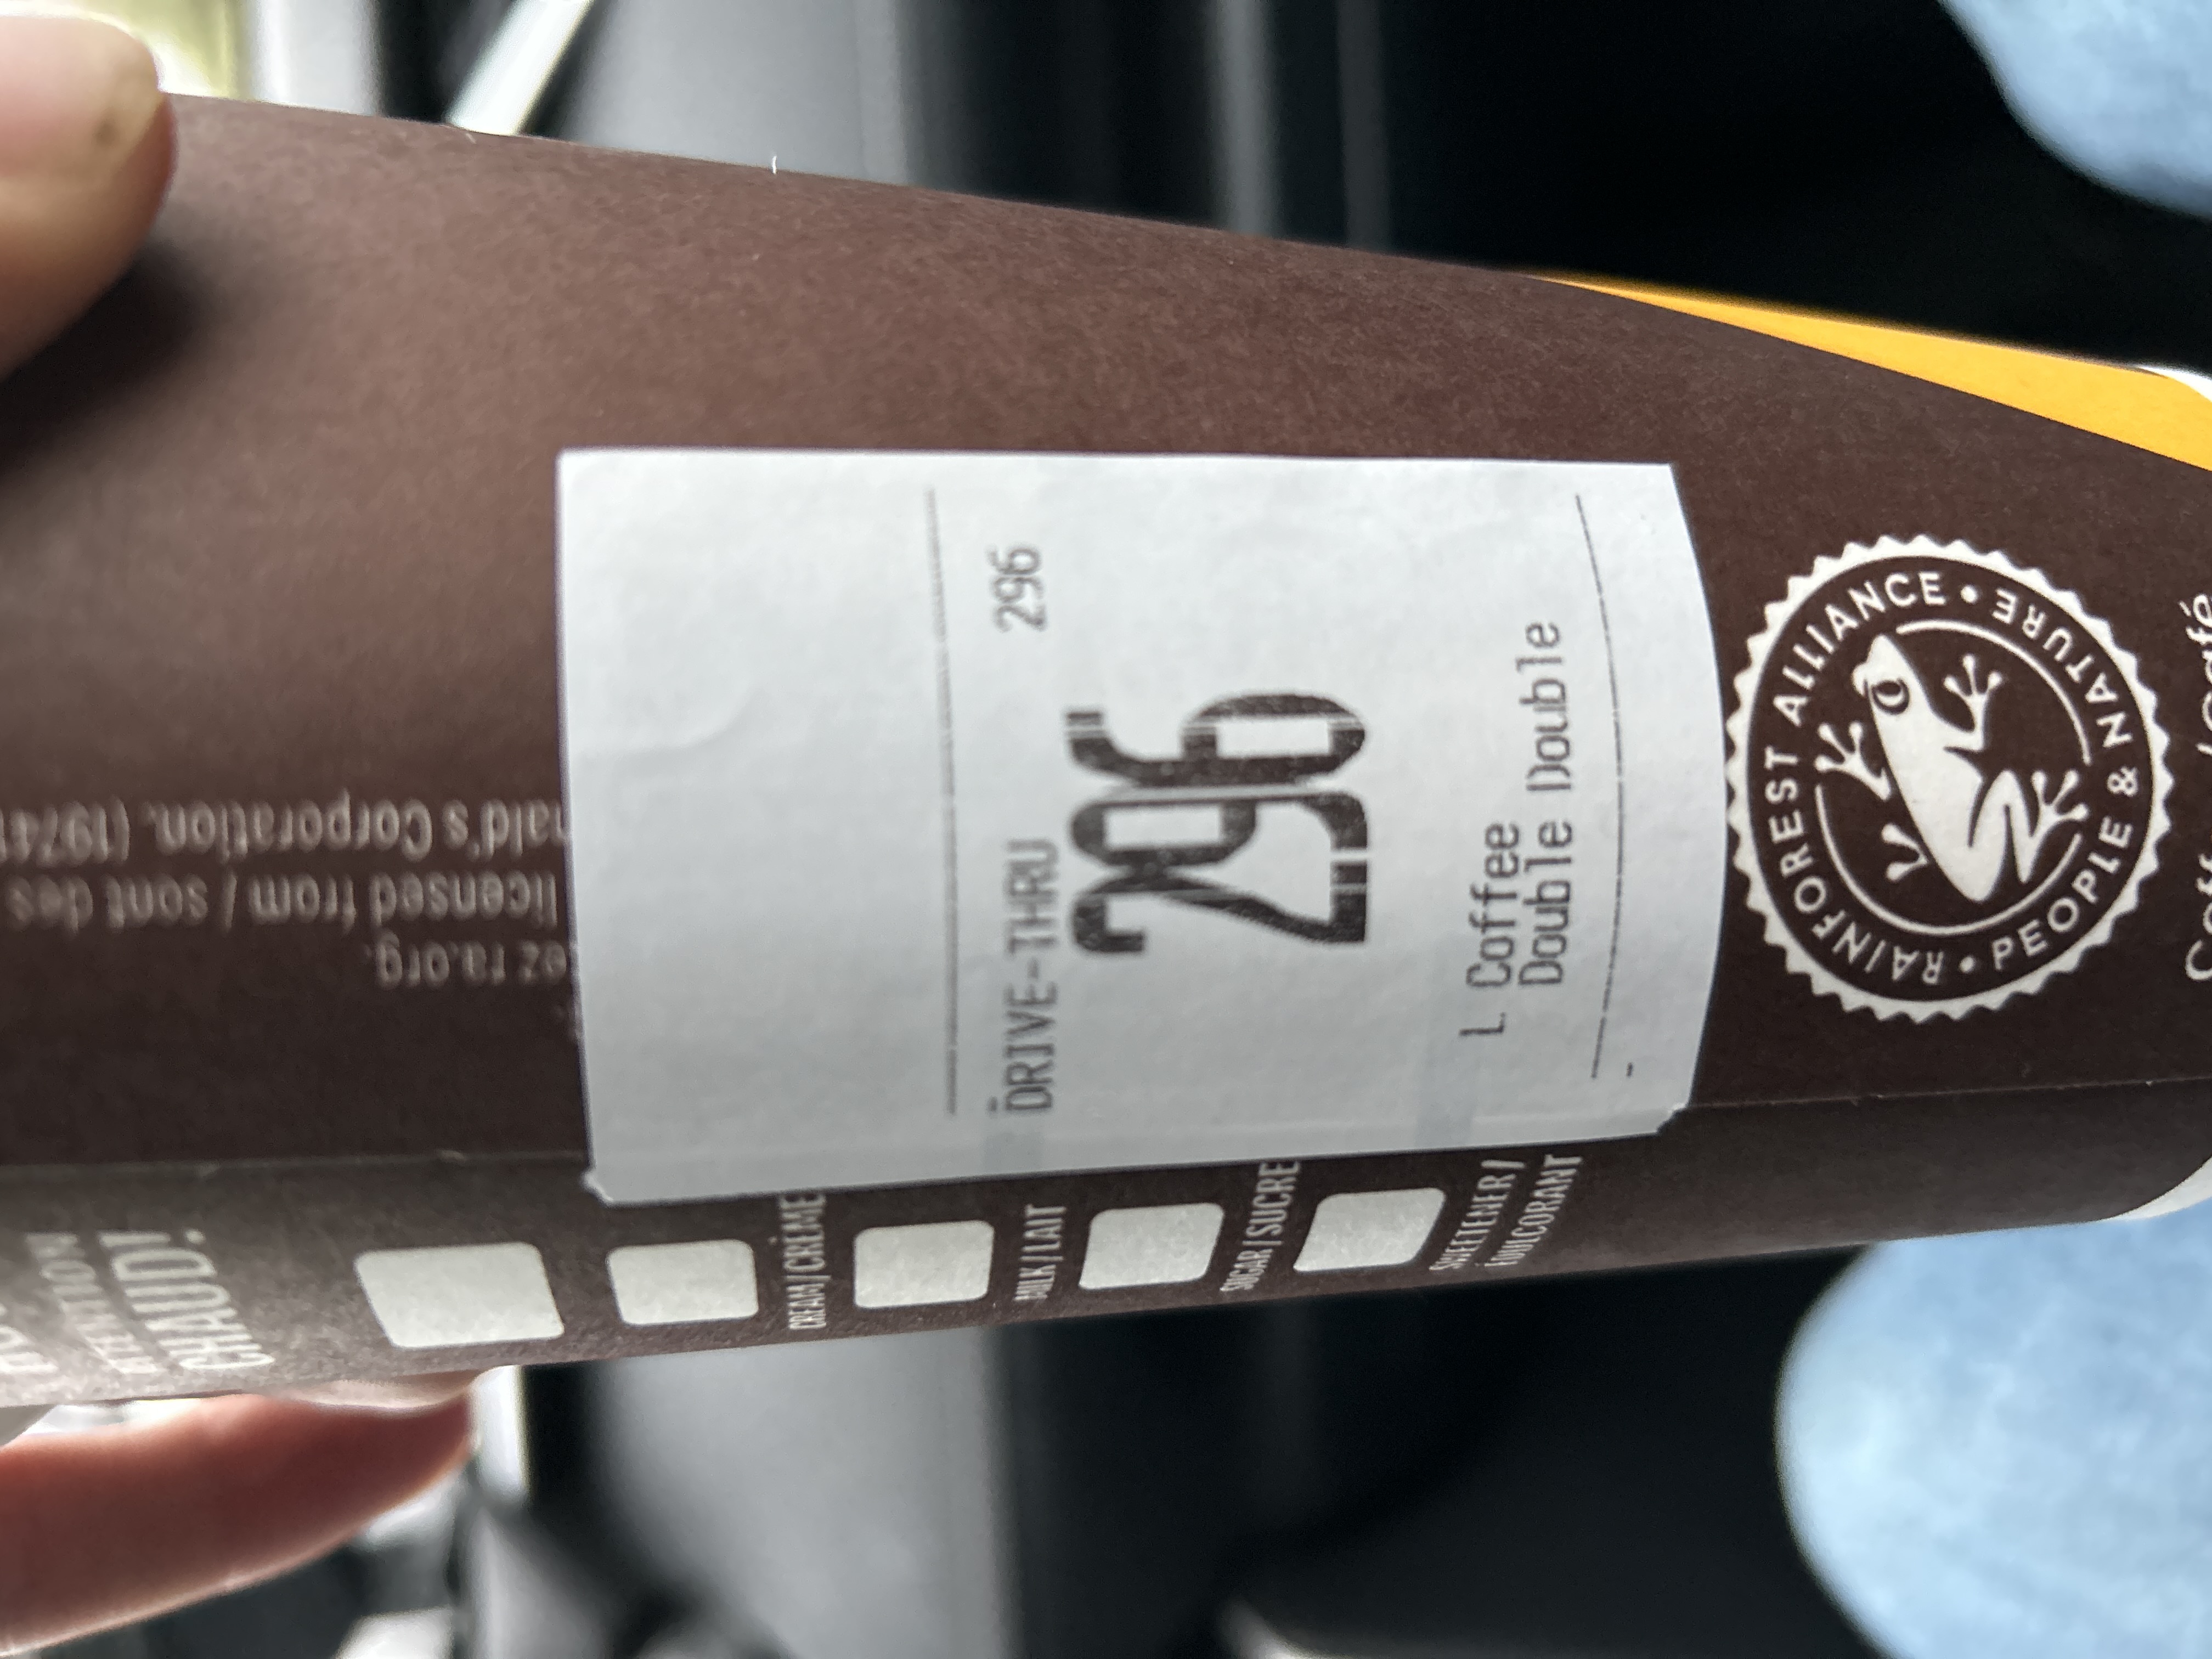 DRIVE-THRU 296
296
L Coffee
Double Double
RAINFOREST ALLIANCE • PEOPLE & NATURE •
CHAUD!
CREAM / CRÈME
MILK / LAIT
SUGAR / SUCRE
SWEETENER /
ÉDULCORANT
ra.org.
licensed from / sont des
nald's Corporation. (1974)